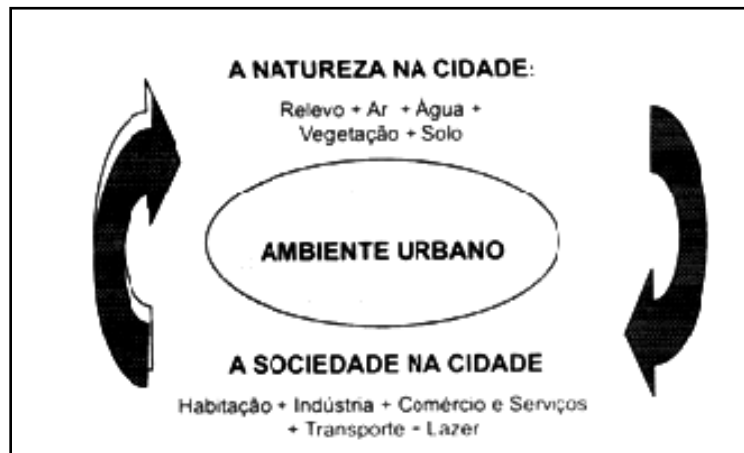 A NATUREZA NA CIDADE:
Relevo + Ar + Água +
Vegetação + Solo
AMBIENTE URBANO
A SOCIEDADE NA CIDADE
Habitação + Indústria + Comércio e Serviços
+ Transporte - Lazer